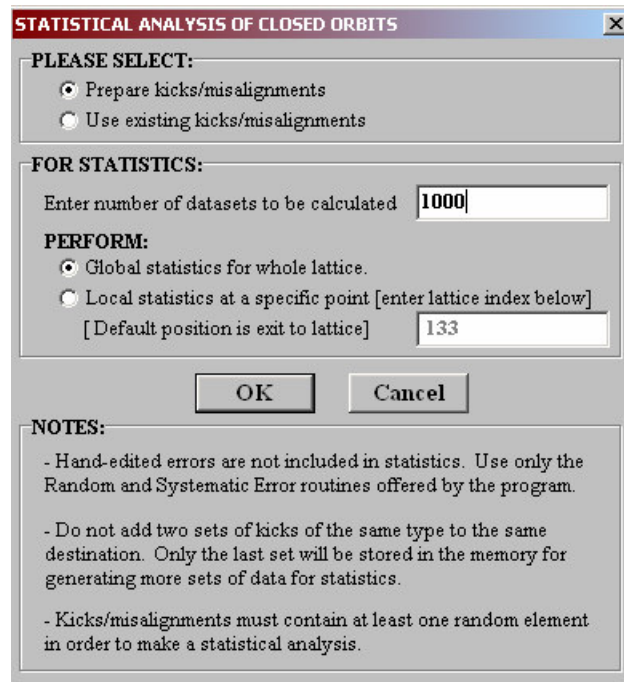 STATISTICAL ANALYSIS OF CLOSED ORBITS
PLEASE SELECT:
Prepare kicks/misalignments
Use existing kicks/misalignments
FOR STATISTICS:
Enter number of datasets to be calculated 1000
PERFORM:
Global statistics for whole lattice.
Local statistics at a specific point [enter lattice index below]
[Default position is exit to lattice] 133
OK Cancel
NOTES:
- Hand-edited errors are not included in statistics. Use only the
Random and Systematic Error routines offered by the program.
- Do not add two sets of kicks of the same type to the same
destination. Only the last set will be stored in the memory for
generating more sets of data for statistics.
- Kicks/misalignments must contain at least one random element
in order to make a statistical analysis.